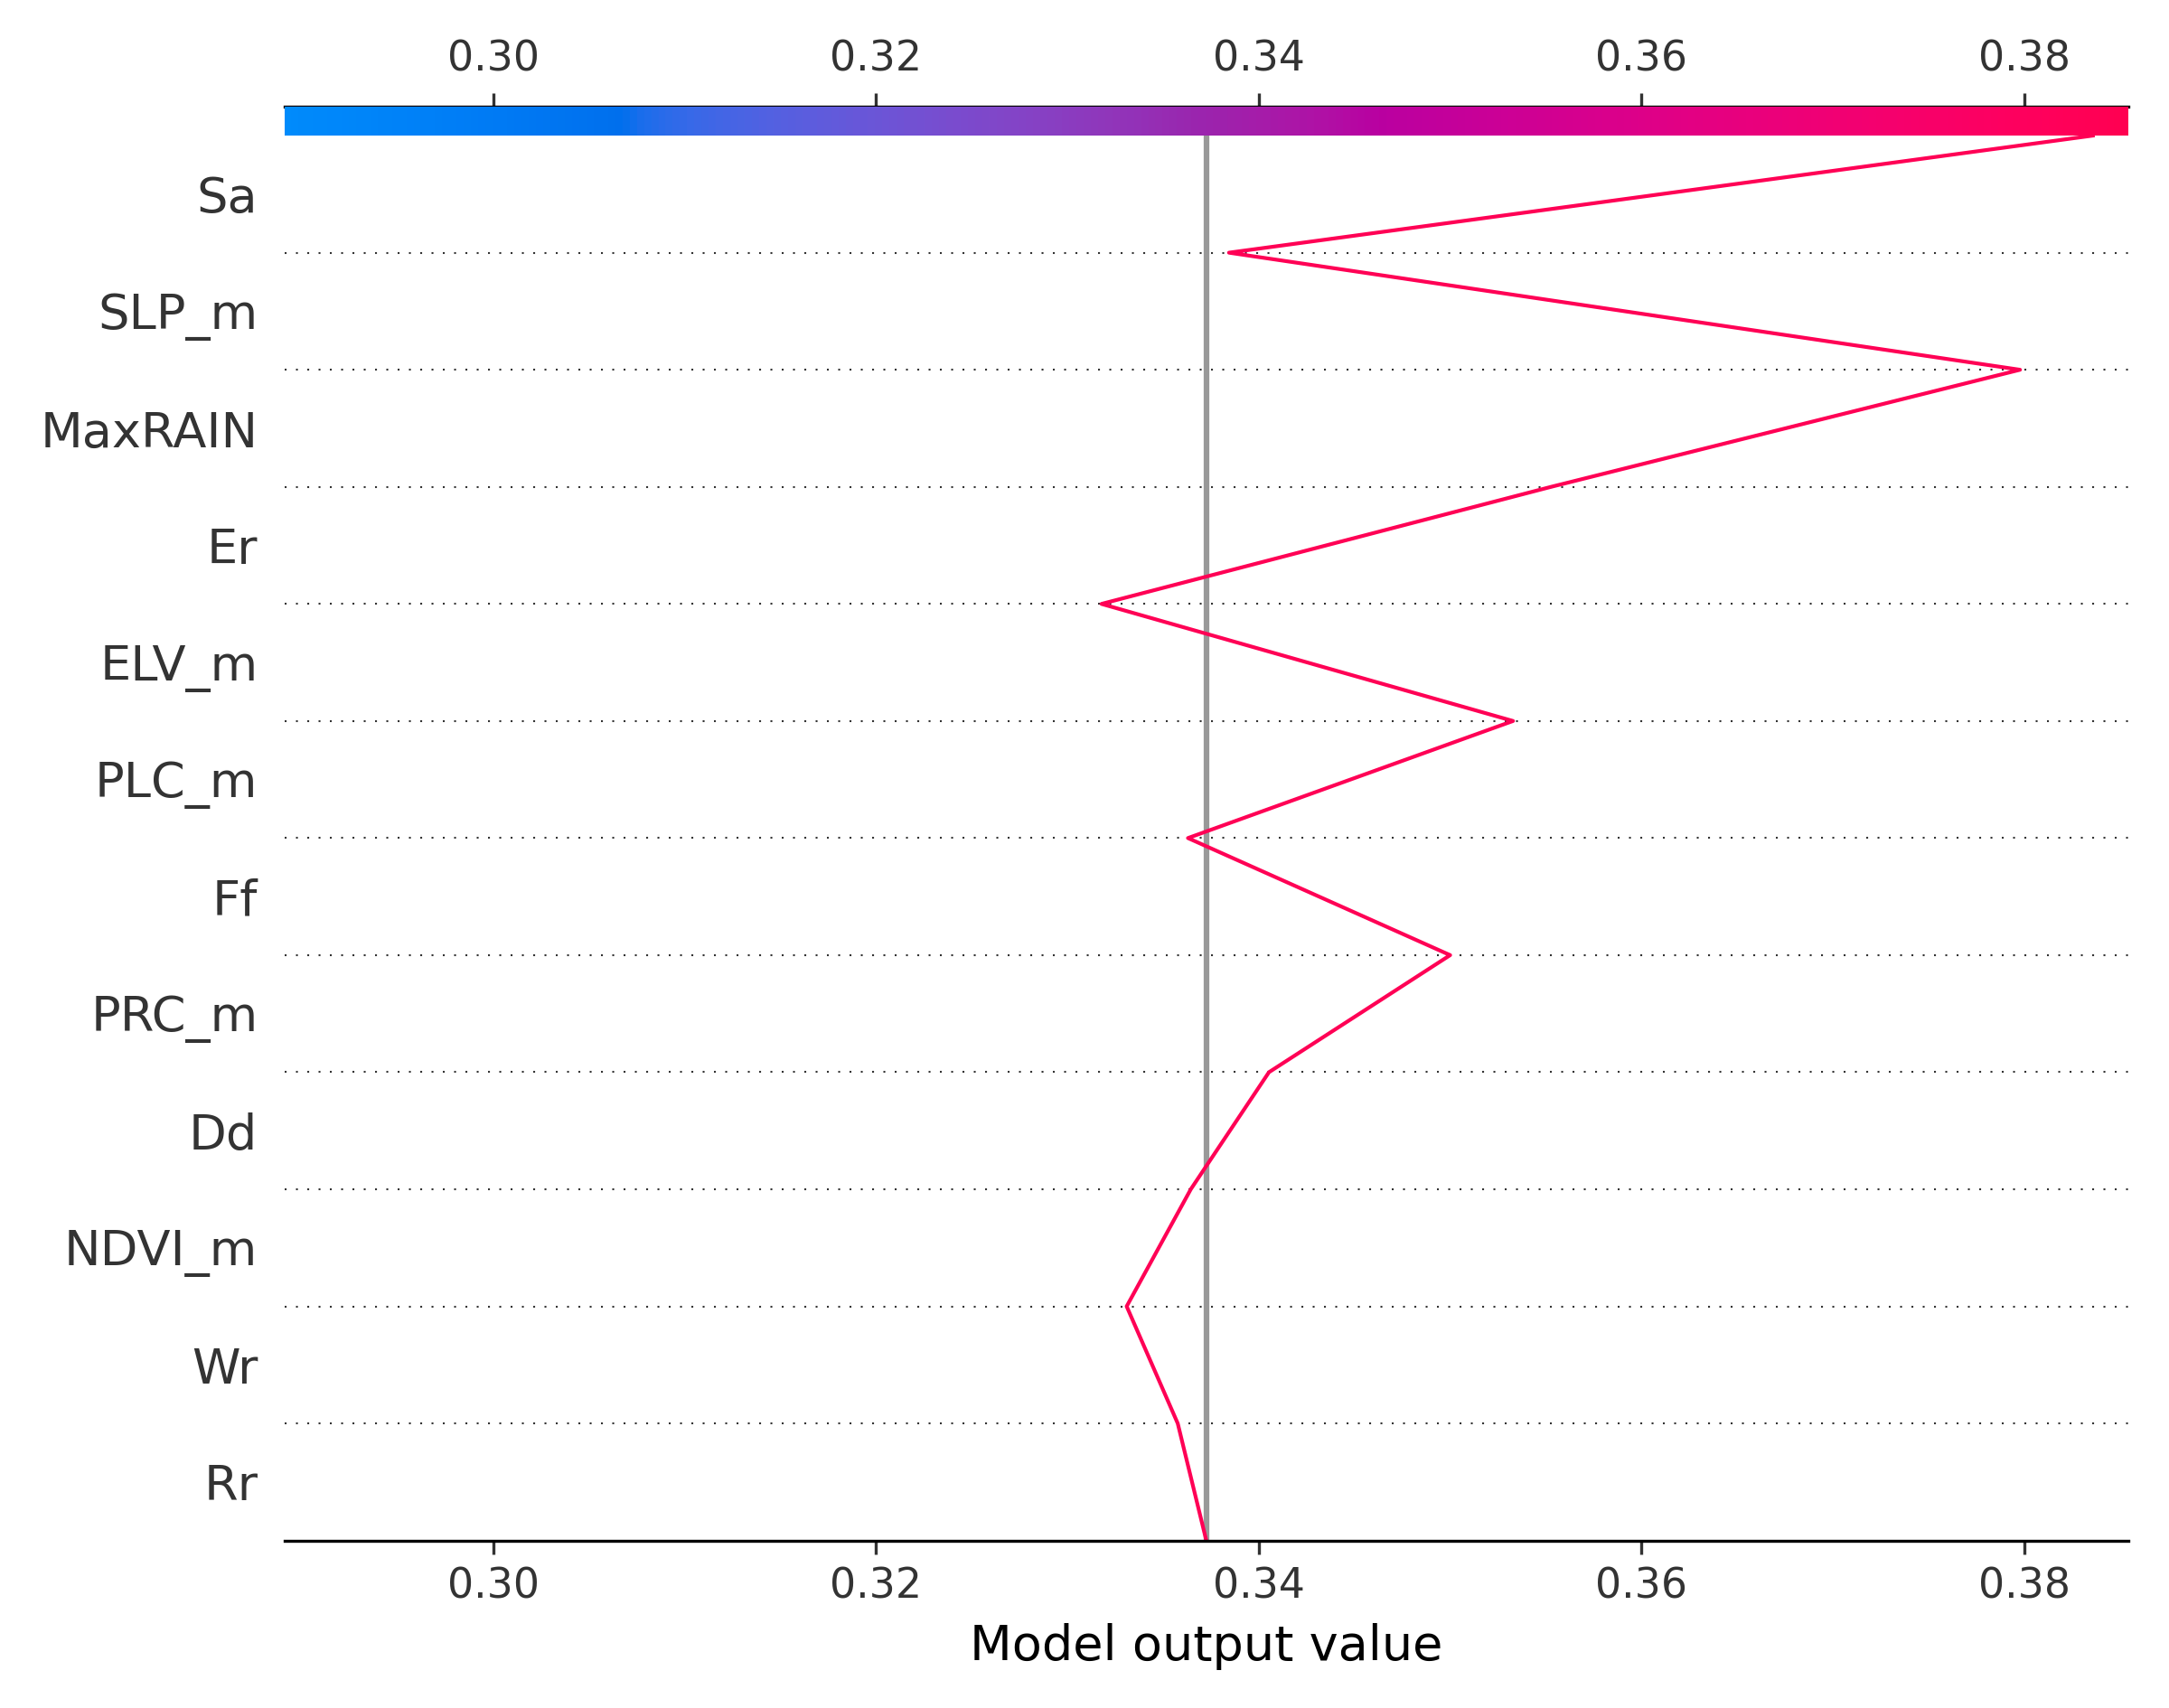 0.30 0.32 0.34 0.36 0.38
Sa
SLP_m
MaxRAIN
Er
ELV_m
PLC_m
Ff
PRC_m
Dd
NDVI_m
Wr
Rr
0.30 0.32 0.34 0.36 0.38
Model output value